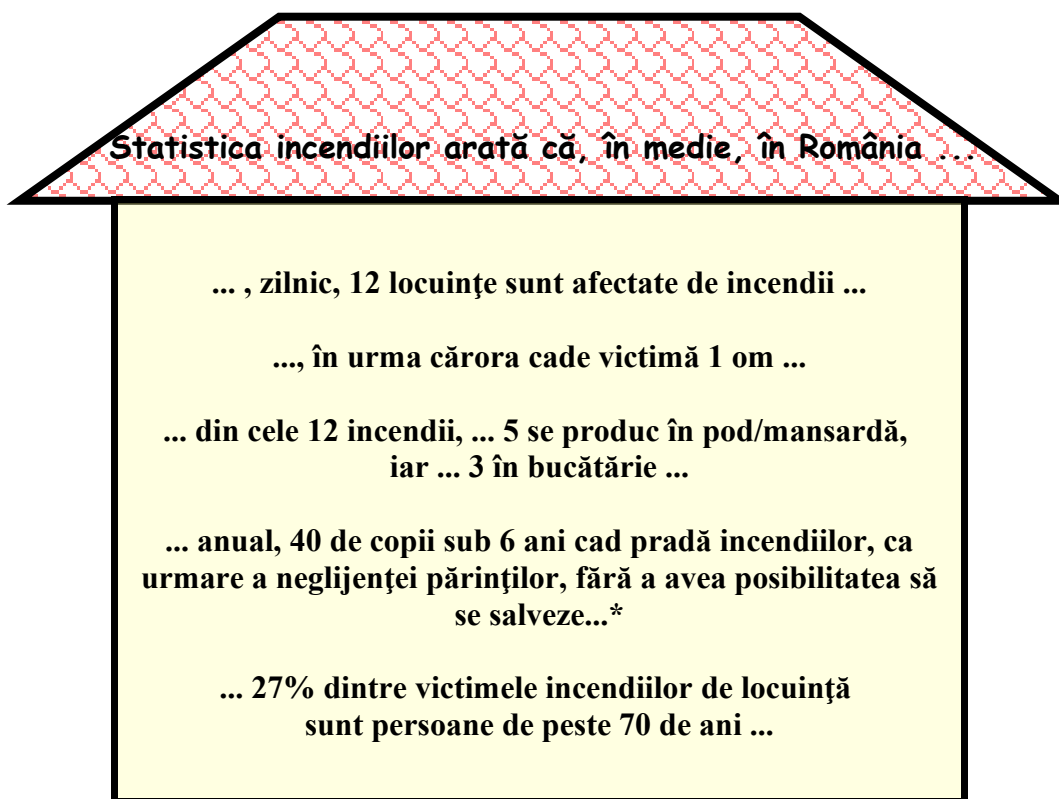 Statistica incendiilor arată că, în medie, în România ...
... , zilnic, 12 locuinţe sunt afectate de incendii ...
..., în urma cărora cade victimă 1 om ...
... din cele 12 incendii, ... 5 se produc în pod/mansardă,
iar ... 3 în bucătărie ...
... anual, 40 de copii sub 6 ani cad pradă incendiilor, ca
urmare a neglijenţei părinţilor, fără a avea posibilitatea să
se salveze...*
... 27% dintre victimele incendiilor de locuinţă
sunt persoane de peste 70 de ani ...